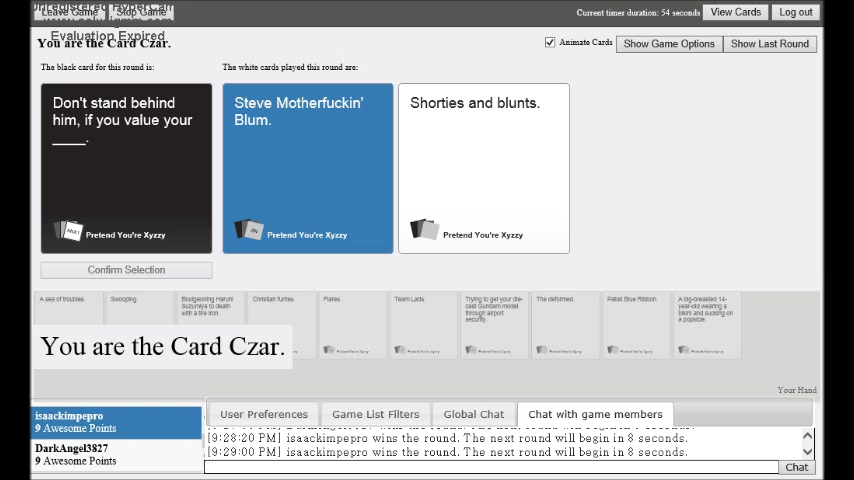 Leave Game
Stop Game
Unregistered
Evaluation Expired
Current timer duration: 54 seconds
View Cards
Log out
You are the Card Czar.
Animate Cards
Show Game Options
Show Last Round
The black card for this round is:
The white cards played this round are:
Don't stand behind
him, if you value your
____.
Pretend You're Xyzzy
Steve Motherfuckin'
Blum.
Pretend You're Xyzzy
Shorties and blunts.
Pretend You're Xyzzy
Confirm Selection
A sea of troubles.
Swooping.
Bludgeoning Haruhi
Suzumiya to death
with a tire iron.
Christian furries.
Flares.
Team Lads.
Trying to get your die-
cast Gundam model
through airport
security.
The deformed.
Pabst Blue Ribbon.
A big-breasted 14-
year-old wearing a
bikini and sucking on
a popsicle.
You are the Card Czar.
Your Hand
isaackimpepro
9 Awesome Points
DarkAngel3827
9 Awesome Points
User Preferences
Game List Filters
Global Chat
Chat with game members
[9:28:20 PM] isaackimpepro wins the round. The next round will begin in 8 seconds.
[9:29:00 PM] isaackimpepro wins the round. The next round will begin in 8 seconds.
Chat